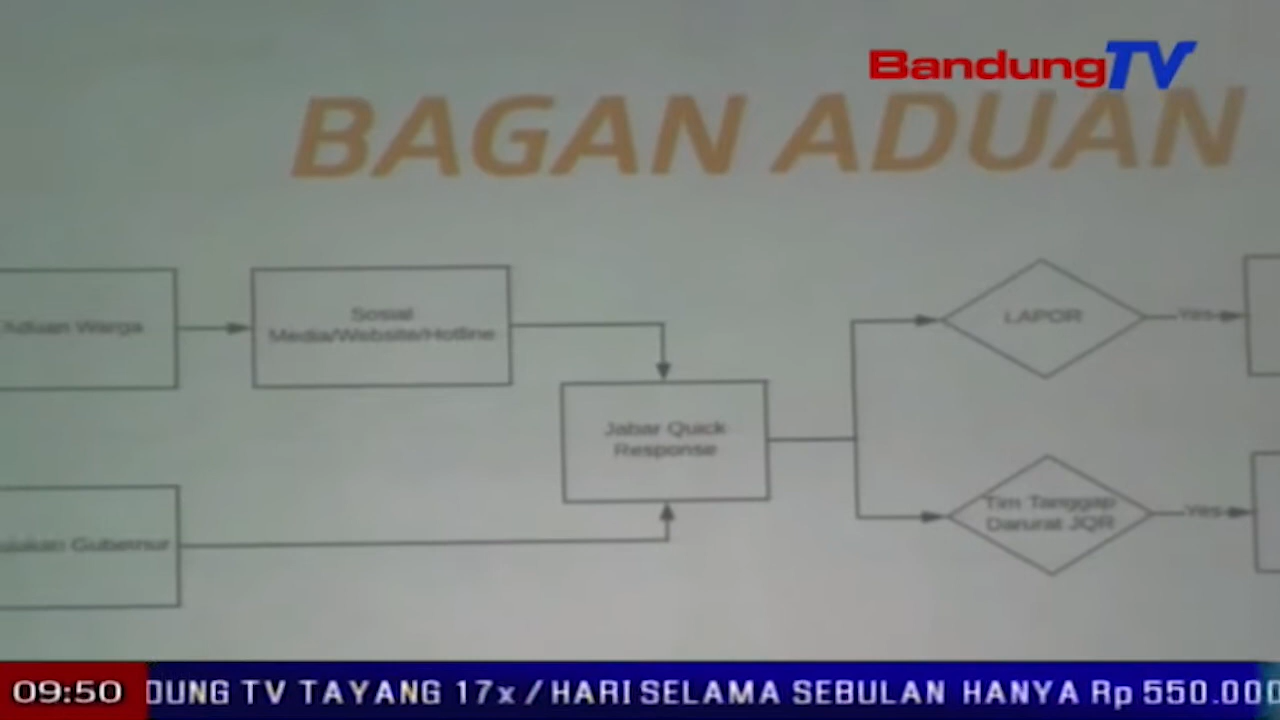 BandungTV
BAGAN ADUAN
Aduan Warga
Sosial
Media/Website/Hotline
LAPOR
Yes
Jabar Quick
Response
Gubernur
Tim Tanggap
Darurat JQR
Yes
09:50
DUNG TV TAYANG 17x / HARI SELAMA SEBULAN HANYA Rp 550.000